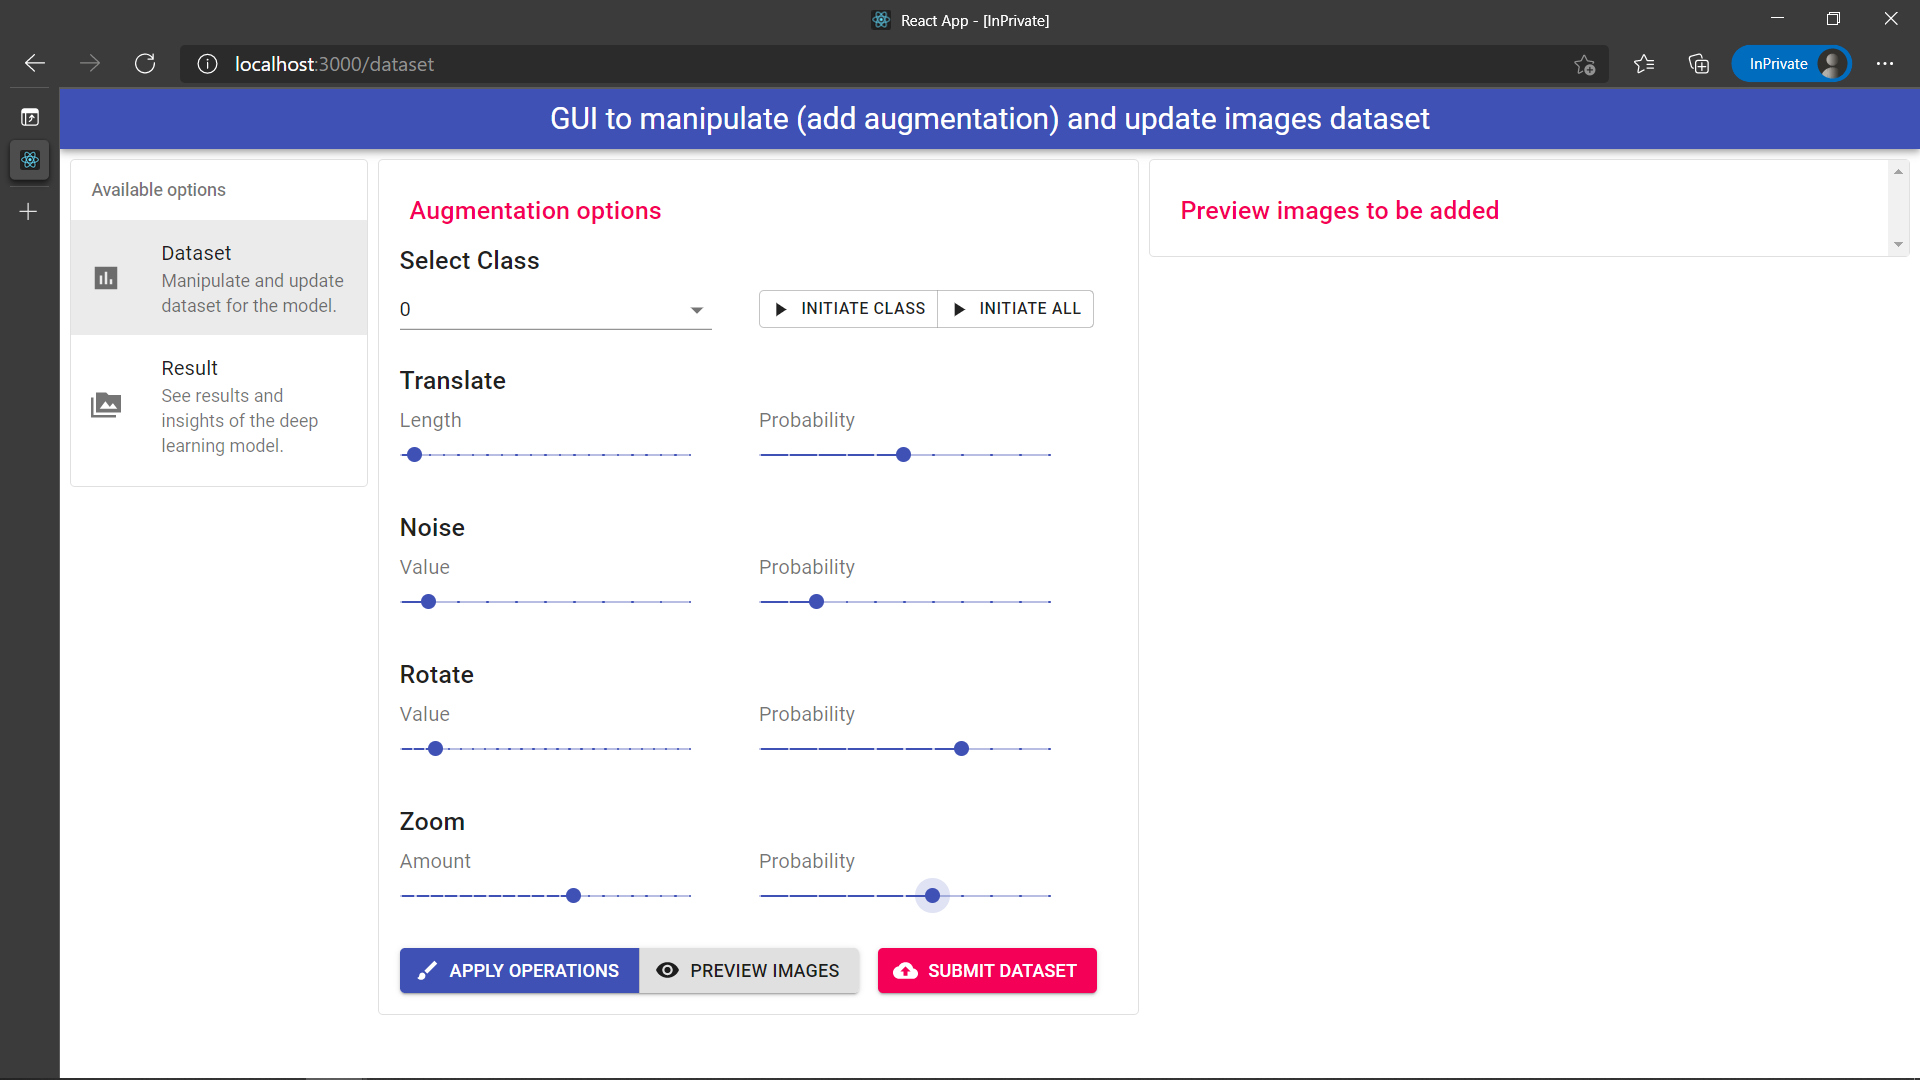 React App - [InPrivate]
localhost:3000/dataset
InPrivate
GUI to manipulate (add augmentation) and update images dataset
Available options
Dataset
Manipulate and update
dataset for the model.
Result
See results and
insights of the deep
learning model.
Augmentation options
Select Class
0
INITIATE CLASS
INITIATE ALL
Translate
Length
Probability
Noise
Value
Probability
Rotate
Value
Probability
Zoom
Amount
Probability
APPLY OPERATIONS
PREVIEW IMAGES
SUBMIT DATASET
Preview images to be added